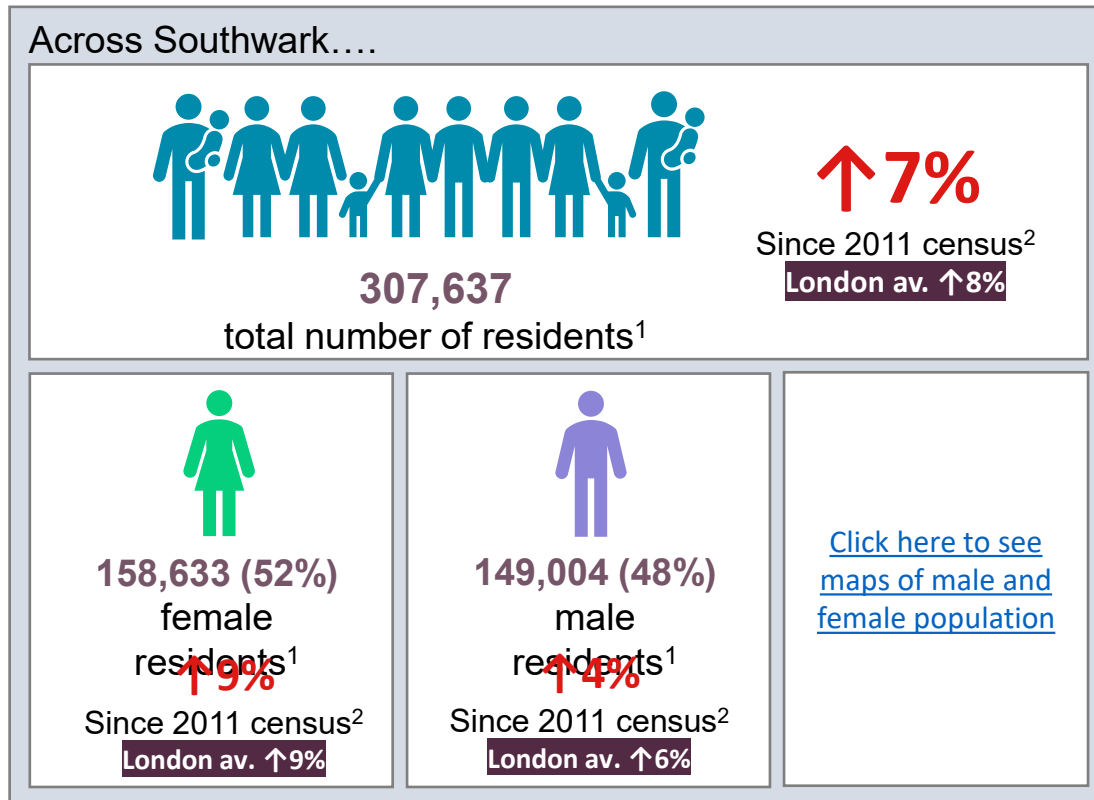 Across Southwark….
↑7%
Since 2011 census²
London av. ↑8%
307,637
total number of residents¹
158,633 (52%)
female
residents¹
↑9%
Since 2011 census²
London av. ↑9%
149,004 (48%)
male
residents¹
↑4%
Since 2011 census²
London av. ↑6%
Click here to see
maps of male and
female population